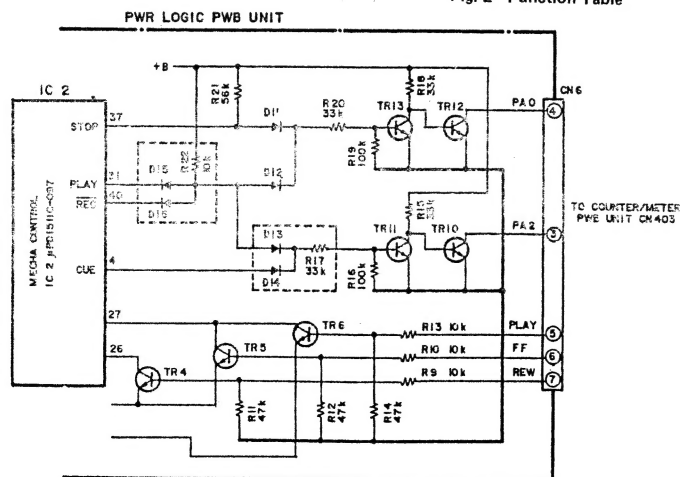 Fig. 2 Function Table
PWR LOGIC PWB UNIT
+B
IC 2
CN6
R21
56k
R18
33k
37
STOP
D11
R20
33k
TR13
TR12
PA0
4
R19
100k
R22
10k
31
PLAY
D15
D12
40
REC
D16
R15
33k
TO COUNTER/METER
PWB UNIT CN403
MECHA CONTROL
IC 2 μPD1511C-097
D13
TR11
TR10
PA2
3
R17
33k
4
CUE
D14
R16
100k
27
TR6
R13 10k
PLAY
5
26
TR5
R10 10k
FF
6
TR4
R9 10k
REW
7
R11
47k
R12
47k
R14
47k